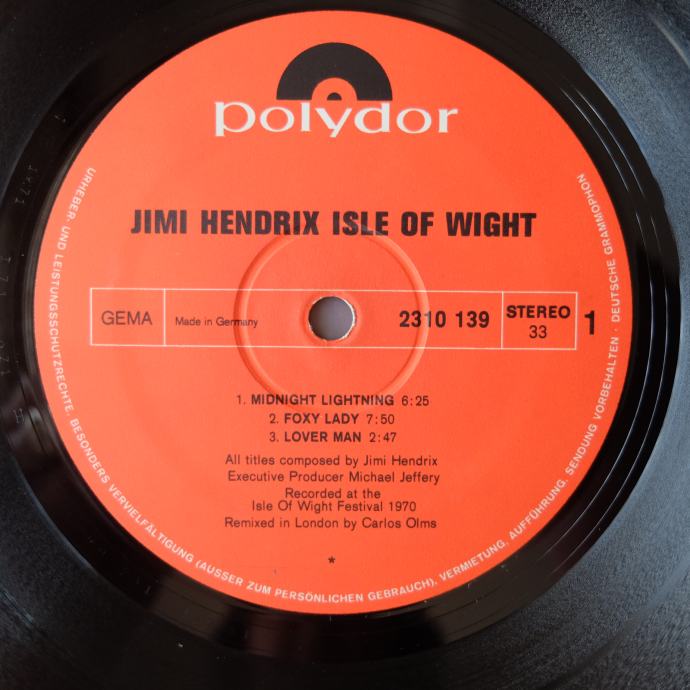 polydor
JIMI HENDRIX ISLE OF WIGHT
GEMA
Made in Germany
2310 139
STEREO
33
1
1. MIDNIGHT LIGHTNING 6:25
2. FOXY LADY 7:50
3. LOVER MAN 2:47
All titles composed by Jimi Hendrix
Executive Producer Michael Jeffery
Recorded at the
Isle Of Wight Festival 1970
Remixed in London by Carlos Olms
*
URHEBER- UND LEISTUNGSSCHUTZRECHTE, BESONDERS VERVIELFÄLTIGUNG (AUSSER ZUM PERSÖNLICHEN GEBRAUCH), VERMIETUNG, AUFFÜHRUNG, SENDUNG VORBEHALTEN · DEUTSCHE GRAMMOPHON